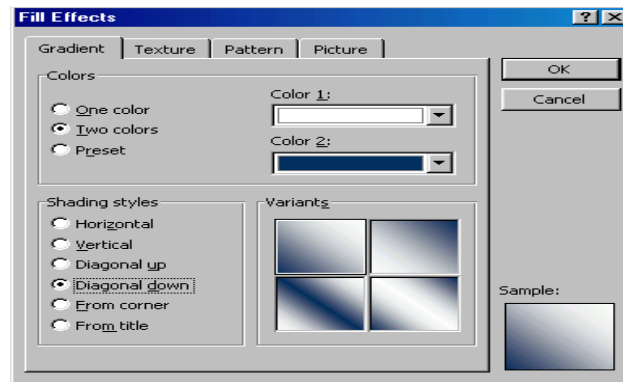 Fill Effects
Gradient Texture Pattern Picture
Colors
One color
Two colors
Preset
Color 1:
Color 2:
OK
Cancel
Shading styles
Horizontal
Vertical
Diagonal up
Diagonal down
From corner
From title
Variants
Sample: